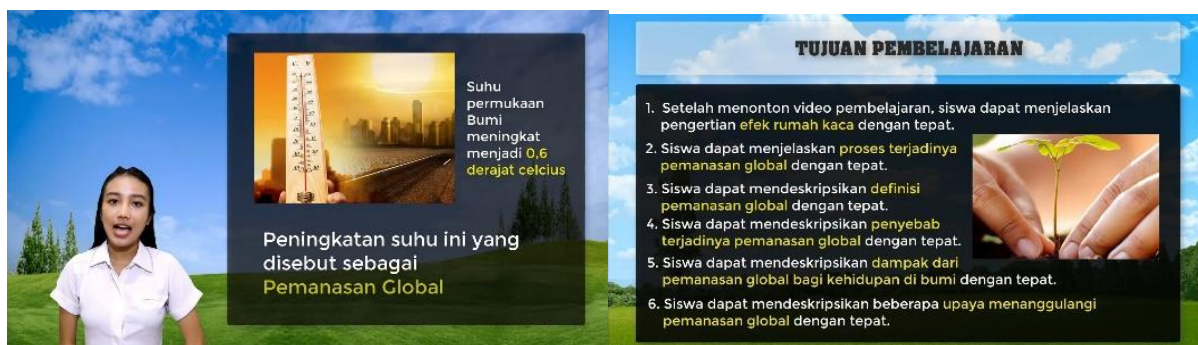 Suhu
permukaan
Bumi
meningkat
menjadi 0,6
derajat celcius
Peningkatan suhu ini yang
disebut sebagai
Pemanasan Global
TUJUAN PEMBELAJARAN
1. Setelah menonton video pembelajaran, siswa dapat menjelaskan
pengertian efek rumah kaca dengan tepat.
2. Siswa dapat menjelaskan proses terjadinya
pemanasan global dengan tepat.
3. Siswa dapat mendeskripsikan definisi
pemanasan global dengan tepat.
4. Siswa dapat mendeskripsikan penyebab
terjadinya pemanasan global dengan tepat.
5. Siswa dapat mendeskripsikan dampak dari
pemanasan global bagi kehidupan di bumi dengan tepat.
6. Siswa dapat mendeskripsikan beberapa upaya menanggulangi
pemanasan global dengan tepat.